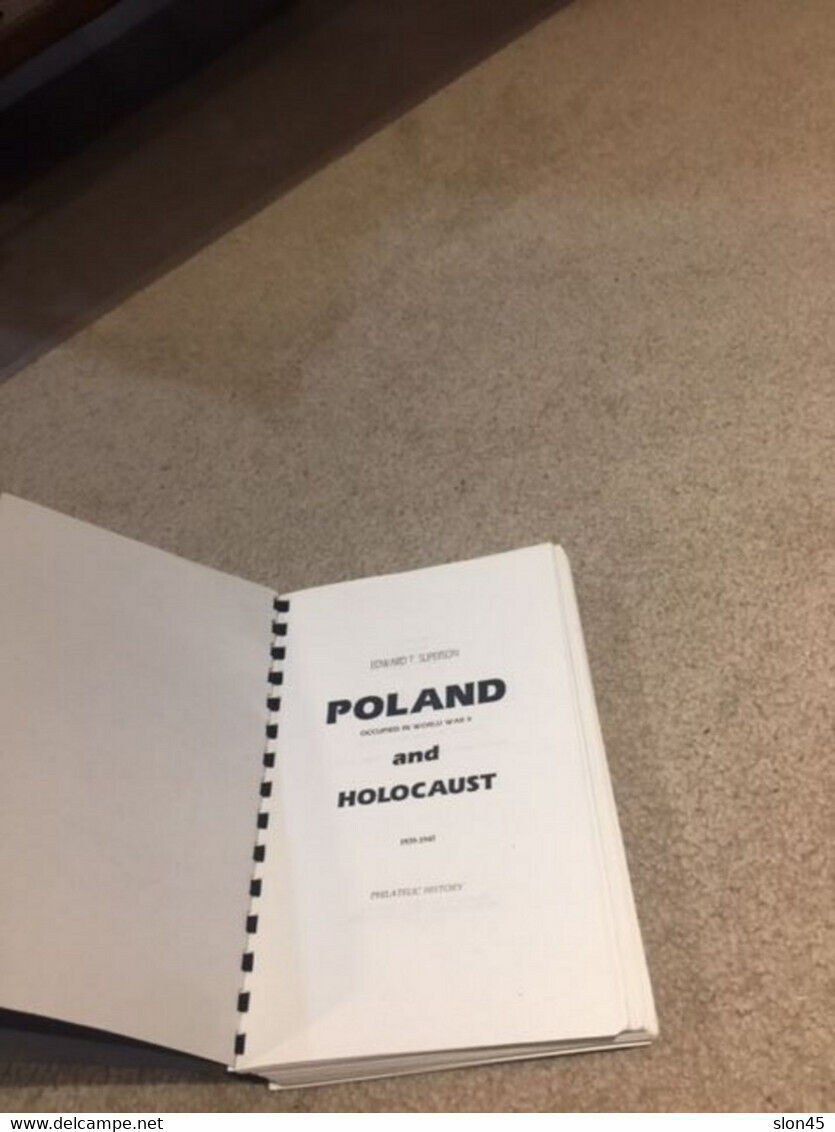 EDWARD T. SUPERSON
POLAND
OCCUPIED IN WORLD WAR II
and
HOLOCAUST
1939-1945
PHILATELIC HISTORY
www.delcampe.net
slon45